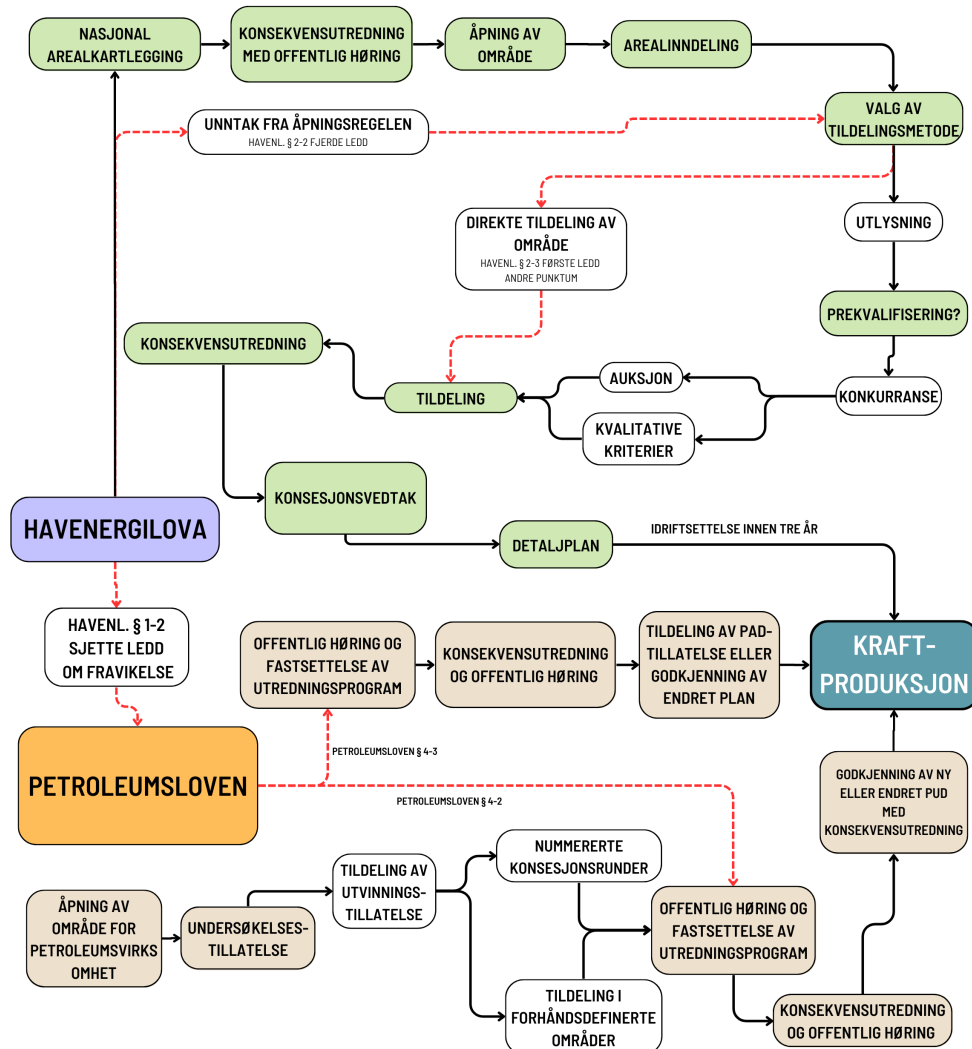 NASJONAL
AREALKARTLEGGING
KONSEKVENSUTREDNING
MED OFFENTLIG HØRING
ÅPNING AV
OMRÅDE
AREALINNDELING
UNNTAK FRA ÅPNINGSREGELEN
HAVENL. § 2-2 FJERDE LEDD
VALG AV
TILDELINGSMETODE
DIREKTE TILDELING AV
OMRÅDE
HAVENL. § 2-3 FØRSTE LEDD
ANDRE PUNKTUM
UTLYSNING
PREKVALIFISERING?
KONSEKVENSUTREDNING
TILDELING
AUKSJON
KVALITATIVE
KRITERIER
KONKURRANSE
KONSESJONSVEDTAK
HAVENERGILOVA
DETALJPLAN
IDRIFTSETTELSE INNEN TRE ÅR
HAVENL. § 1-2
SJETTE LEDD
OM FRAVIKELSE
OFFENTLIG HØRING OG
FASTSETTELSE AV
UTREDNINGSPROGRAM
KONSEKVENSUTREDNING
OG OFFENTLIG HØRING
TILDELING AV PAD-
TILLATELSE ELLER
GODKJENNING AV
ENDRET PLAN
KRAFT-
PRODUKSJON
PETROLEUMSLOVEN
PETROLEUMSLOVEN § 4-3
PETROLEUMSLOVEN § 4-2
GODKJENNING AV NY
ELLER ENDRET PUD
MED
KONSEKVENSUTREDNING
ÅPNING AV
OMRÅDE FOR
PETROLEUMSVIRKS
OMHET
UNDERSØKELSES-
TILLATELSE
TILDELING AV
UTVINNINGS-
TILLATELSE
NUMMERERTE
KONSESJONSRUNDER
TILDELING I
FORHÅNDSDEFINERTE
OMRÅDER
OFFENTLIG HØRING OG
FASTSETTELSE AV
UTREDNINGSPROGRAM
KONSEKVENSUTREDNING
OG OFFENTLIG HØRING